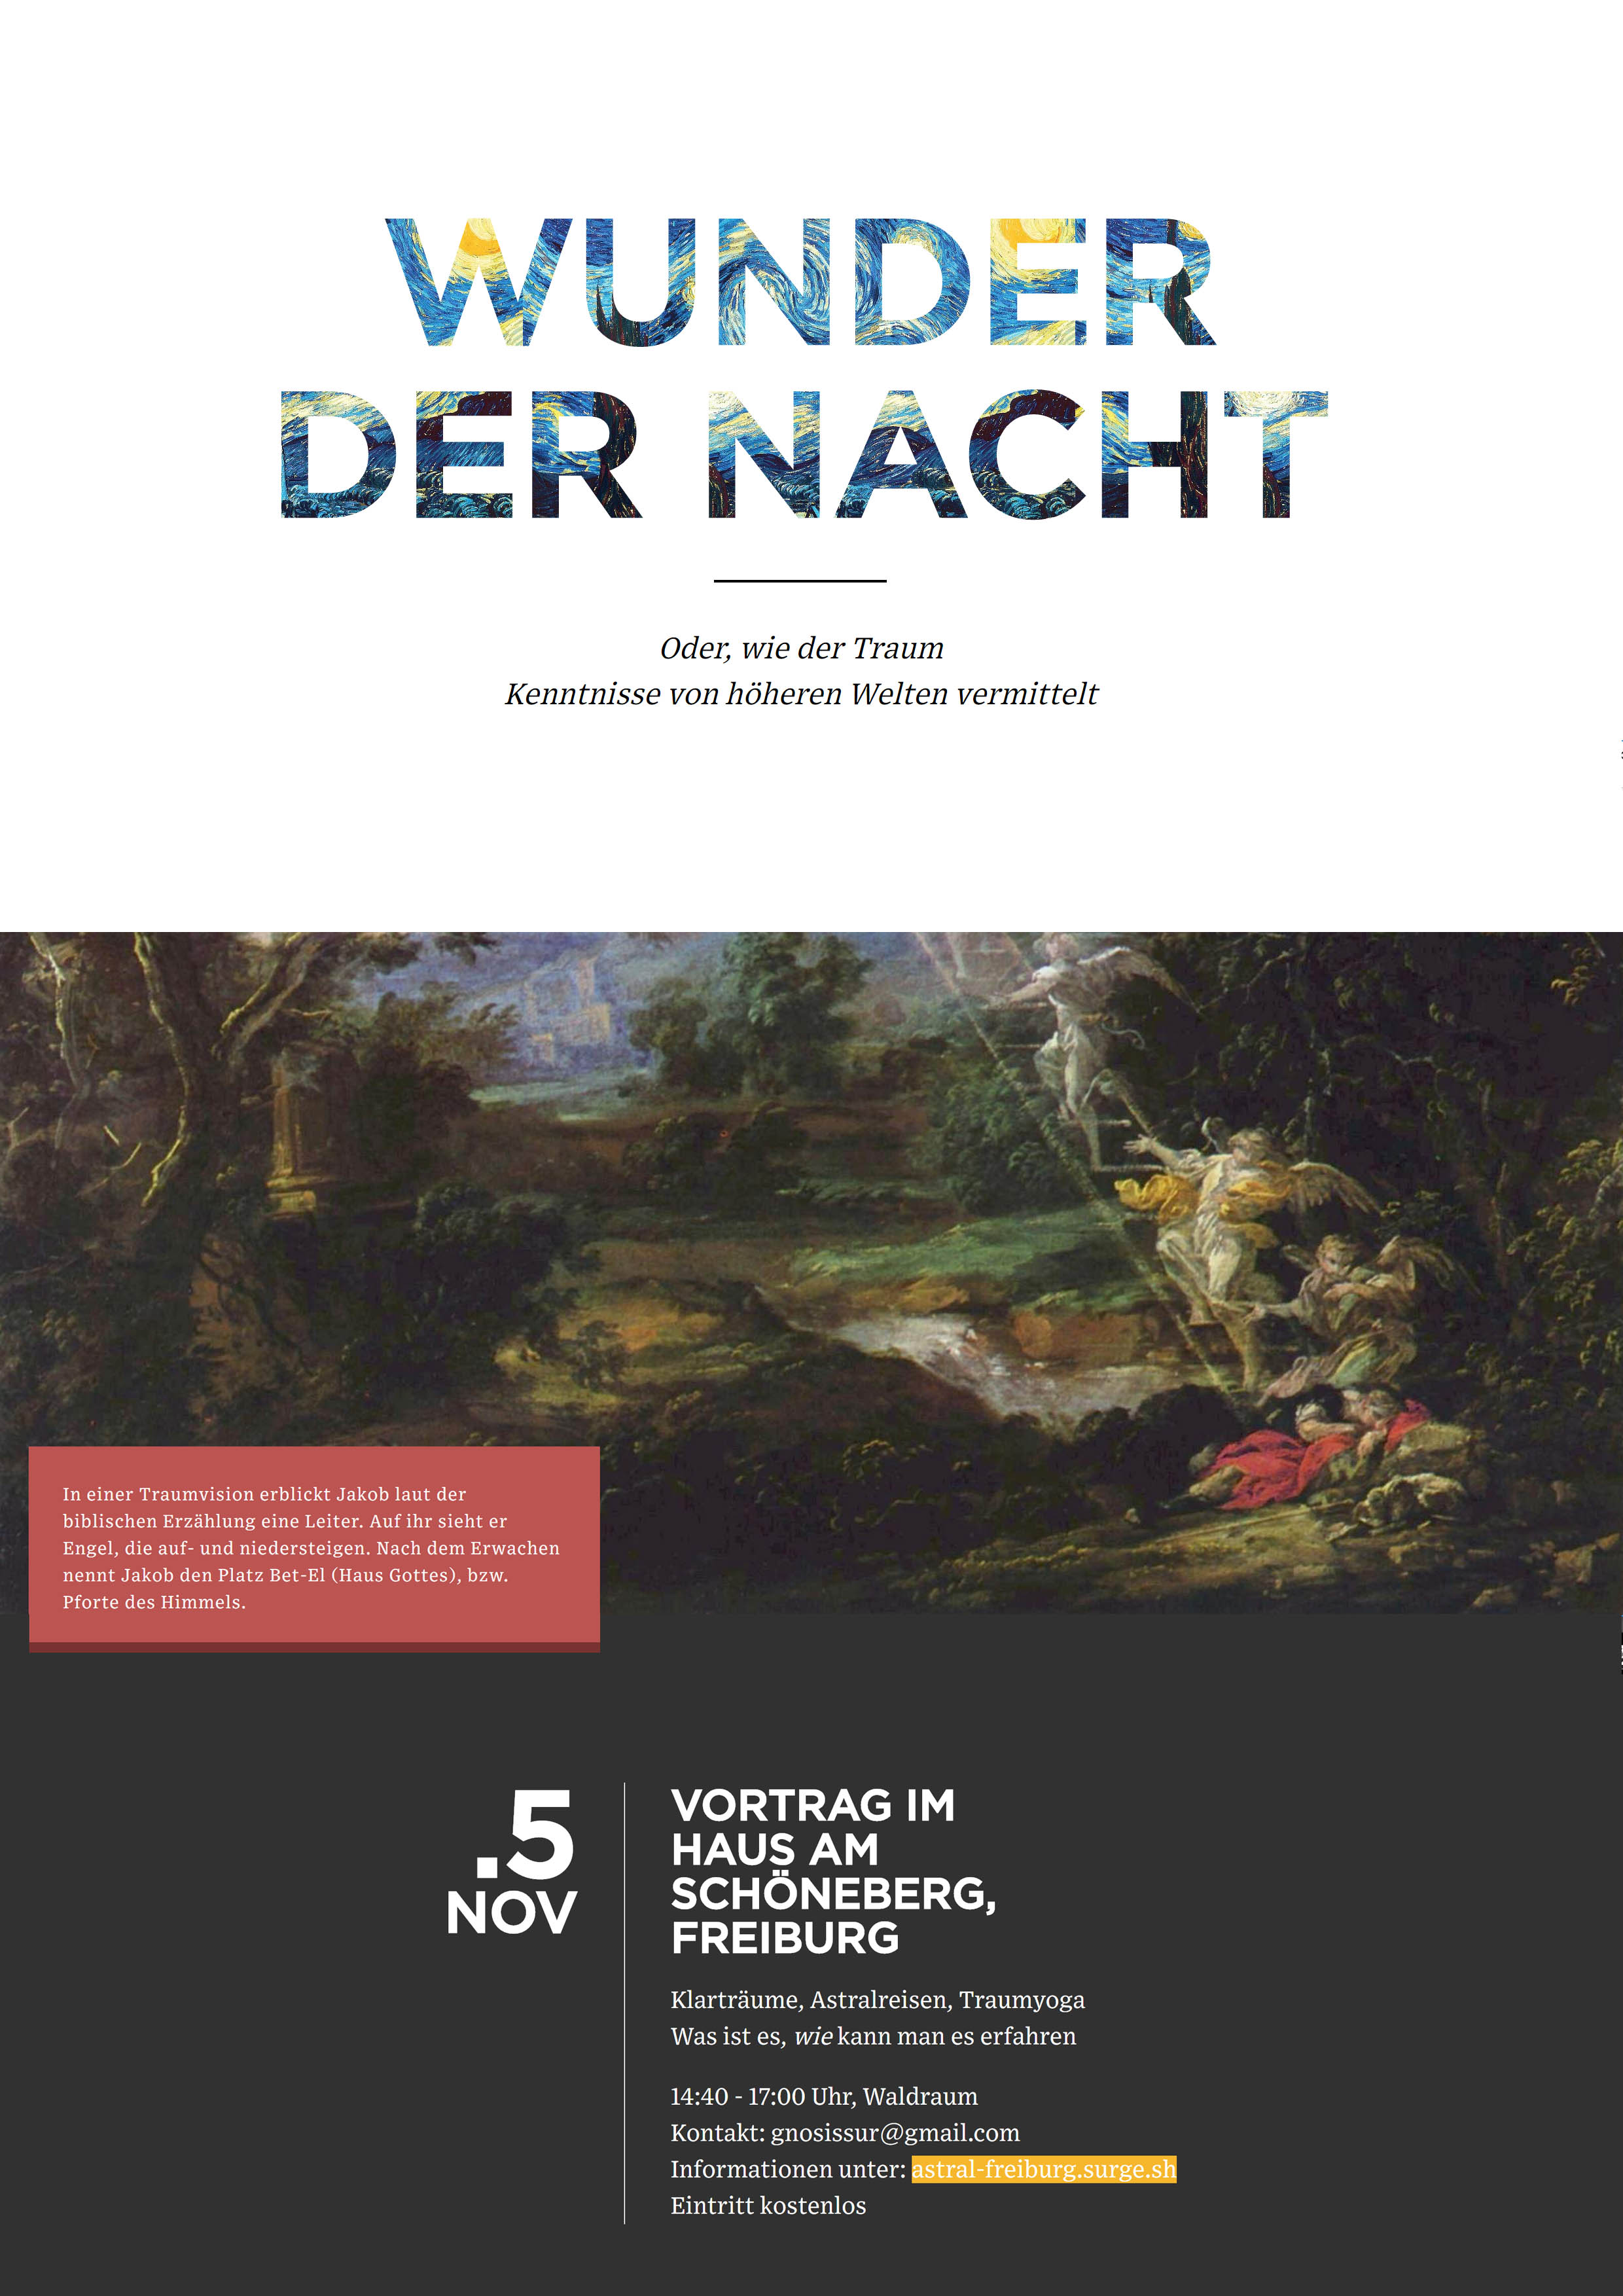 WUNDER
DER NACHT
Oder, wie der Traum
Kenntnisse von höheren Welten vermittelt
In einer Traumvision erblickt Jakob laut der
biblischen Erzählung eine Leiter. Auf ihr sieht er
Engel, die auf- und niedersteigen. Nach dem Erwachen
nennt Jakob den Platz Bet-El (Haus Gottes), bzw.
Pforte des Himmels.
.5
NOV
VORTRAG IM
HAUS AM
SCHÖNEBERG,
FREIBURG
Klarträume, Astralreisen, Traumyoga
Was ist es, wie kann man es erfahren
14:40 - 17:00 Uhr, Waldraum
Kontakt: gnosissur@gmail.com
Informationen unter: astral-freiburg.surge.sh
Eintritt kostenlos